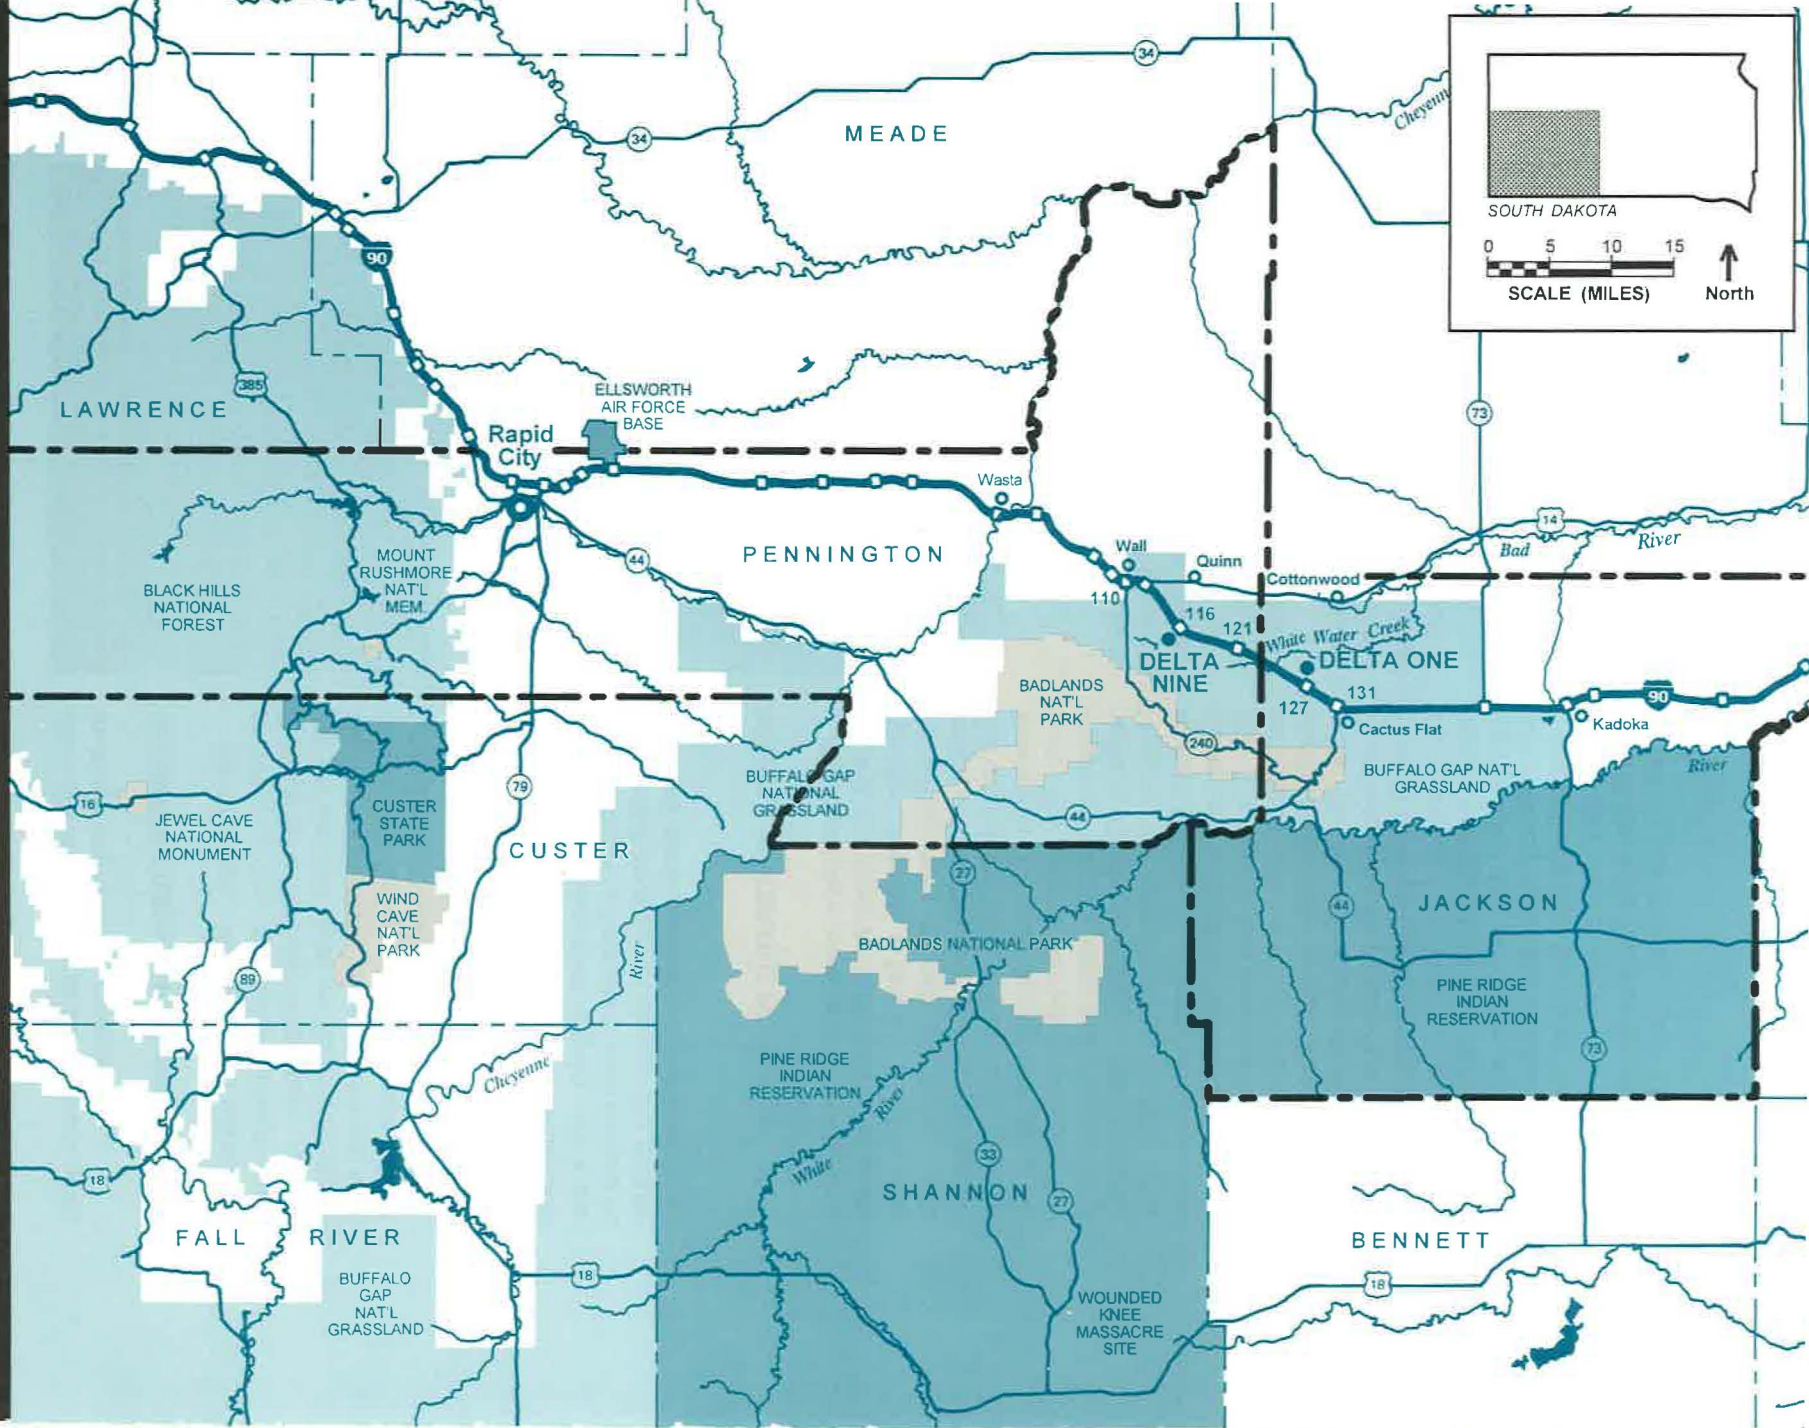 34
34
MEADE
Cheyenn
SOUTH DAKOTA
0 5 10 15
SCALE (MILES)
North
90
385
LAWRENCE
ELLSWORTH
AIR FORCE
BASE
Rapid
City
73
Wasta
14
Bad
River
44
PENNINGTON
Wall
Quinn
Cottonwood
MOUNT
RUSHMORE
NAT'L
MEM.
BLACK HILLS
NATIONAL
FOREST
110
116
121
White Water Creek
DELTA
NINE
DELTA ONE
127
131
90
Cactus Flat
Kadoka
BADLANDS
NAT'L
PARK
240
River
BUFFALO GAP NAT'L
GRASSLAND
BUFFALO GAP
NATIONAL
GRASSLAND
79
16
44
CUSTER
STATE
PARK
JEWEL CAVE
NATIONAL
MONUMENT
CUSTER
27
44
JACKSON
WIND
CAVE
NAT'L
PARK
River
BADLANDS NATIONAL PARK
89
PINE RIDGE
INDIAN
RESERVATION
73
Cheyenne
PINE RIDGE
INDIAN
RESERVATION
River
White
33
18
SHANNON
27
FALL RIVER
BENNETT
BUFFALO
GAP
NAT'L
GRASSLAND
18
18
WOUNDED
KNEE
MASSACRE
SITE